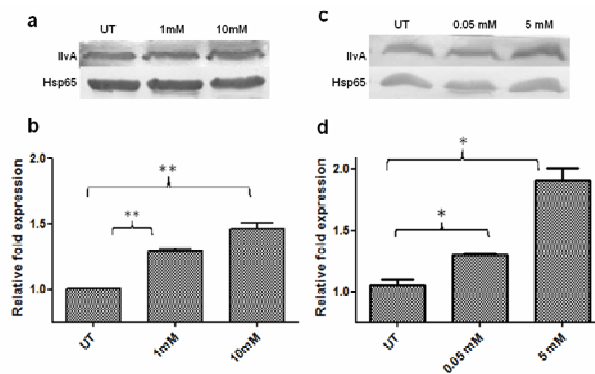 a
UT 1mM 10mM
IlvA
Hsp65
b
Relative fold expression
2.0
1.5
1.0
**
**
UT
1mM
10mM
c
UT 0.05 mM 5 mM
IlvA
Hsp65
d
Relative fold expression
2.0
1.5
1.0
*
*
UT
0.05 mM
5 mM